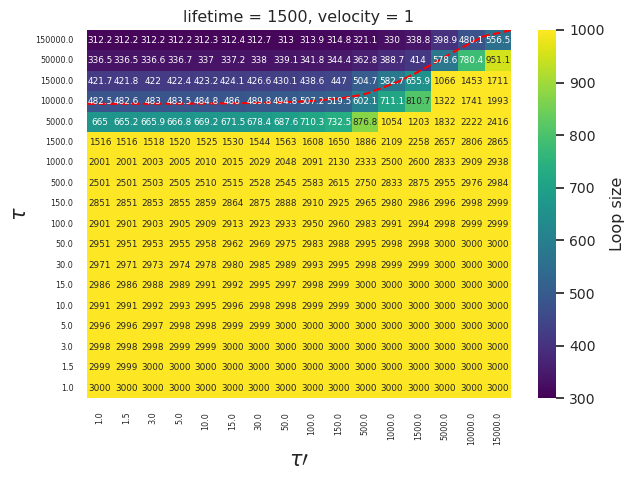 lifetime = 1500, velocity = 1
150000.0 312.2 312.2 312.2 312.2 312.3 312.4 312.7 313 313.9 314.8 321.1 330 338.8 398.9 480.1 556.5
50000.0 336.5 336.5 336.6 336.7 337 337.2 338 339.1 341.8 344.4 362.8 388.7 414 578.6 780.4 951.1
15000.0 421.7 421.8 422 422.4 423.2 424.1 426.6 430.1 438.6 447 504.7 582.7 655.9 1066 1453 1711
10000.0 482.5 482.6 483 483.5 484.8 486 489.8 494.8 507.2 519.5 602.1 711.1 810.7 1322 1741 1993
5000.0 665 665.2 665.9 666.8 669.2 671.5 678.4 687.6 710.3 732.5 876.8 1054 1203 1832 2222 2416
1500.0 1516 1516 1518 1520 1525 1530 1544 1563 1608 1650 1886 2109 2258 2657 2806 2865
1000.0 2001 2001 2003 2005 2010 2015 2029 2048 2091 2130 2333 2500 2600 2833 2909 2938
500.0 2501 2501 2503 2505 2510 2515 2528 2545 2583 2615 2750 2833 2875 2955 2976 2984
150.0 2851 2851 2853 2855 2859 2864 2875 2888 2910 2925 2965 2980 2986 2996 2998 2999
100.0 2901 2901 2903 2905 2909 2913 2923 2933 2950 2960 2983 2991 2994 2998 2999 2999
50.0 2951 2951 2953 2955 2958 2962 2969 2975 2983 2988 2995 2998 2998 3000 3000 3000
30.0 2971 2971 2973 2974 2978 2980 2985 2989 2993 2995 2998 2999 2999 3000 3000 3000
15.0 2986 2986 2988 2989 2991 2992 2995 2997 2998 2999 3000 3000 3000 3000 3000 3000
10.0 2991 2991 2992 2993 2995 2996 2998 2998 2999 2999 3000 3000 3000 3000 3000 3000
5.0 2996 2996 2997 2998 2998 2999 2999 3000 3000 3000 3000 3000 3000 3000 3000 3000
3.0 2998 2998 2998 2999 2999 3000 3000 3000 3000 3000 3000 3000 3000 3000 3000 3000
1.5 2999 2999 3000 3000 3000 3000 3000 3000 3000 3000 3000 3000 3000 3000 3000 3000
1.0 3000 3000 3000 3000 3000 3000 3000 3000 3000 3000 3000 3000 3000 3000 3000 3000
1.0 1.5 3.0 5.0 10.0 15.0 30.0 50.0 100.0 150.0 500.0 1000.0 1500.0 5000.0 10000.0 15000.0
τ
τ′
1000
900
800
700
600
500
400
300
Loop size